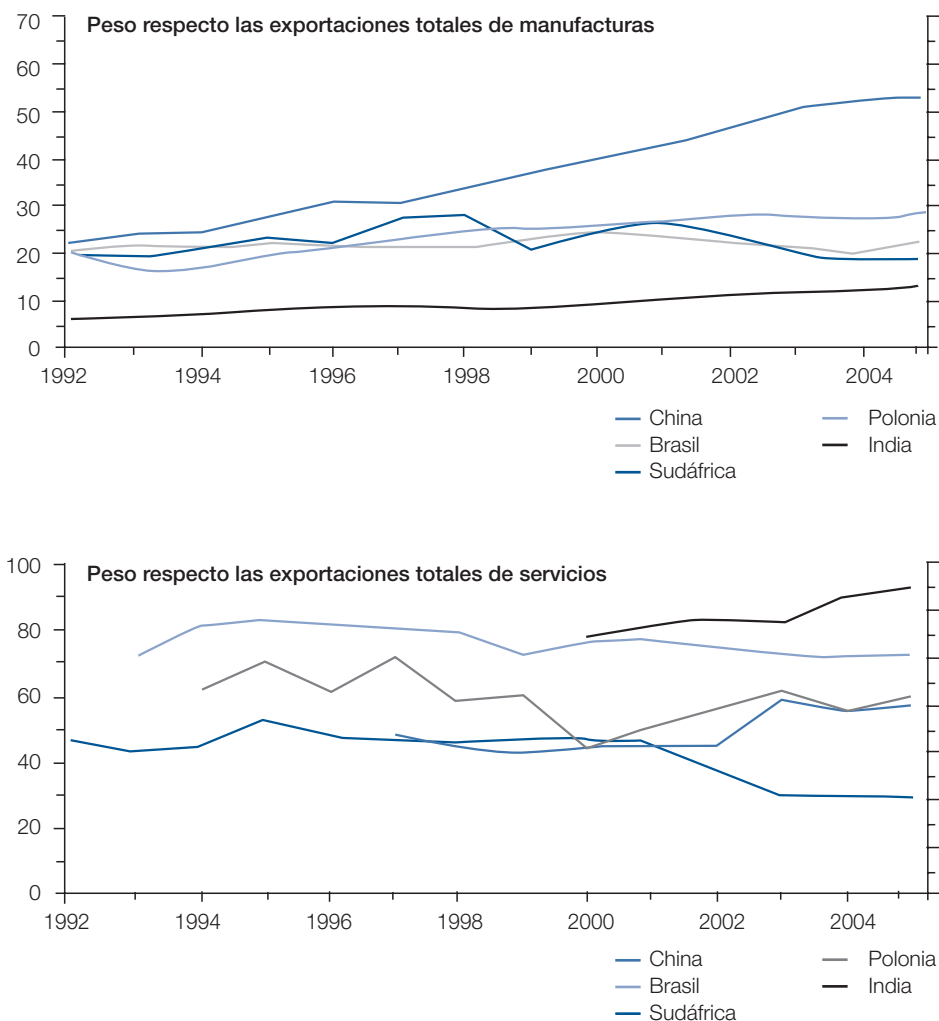 Peso respecto las exportaciones totales de manufacturas
70
60
50
40
30
20
10
0
1992 1994 1996 1998 2000 2002 2004
China Polonia
Brasil India
Sudáfrica
Peso respecto las exportaciones totales de servicios
100
80
60
40
20
0
1992 1994 1996 1998 2000 2002 2004
China Polonia
Brasil India
Sudáfrica